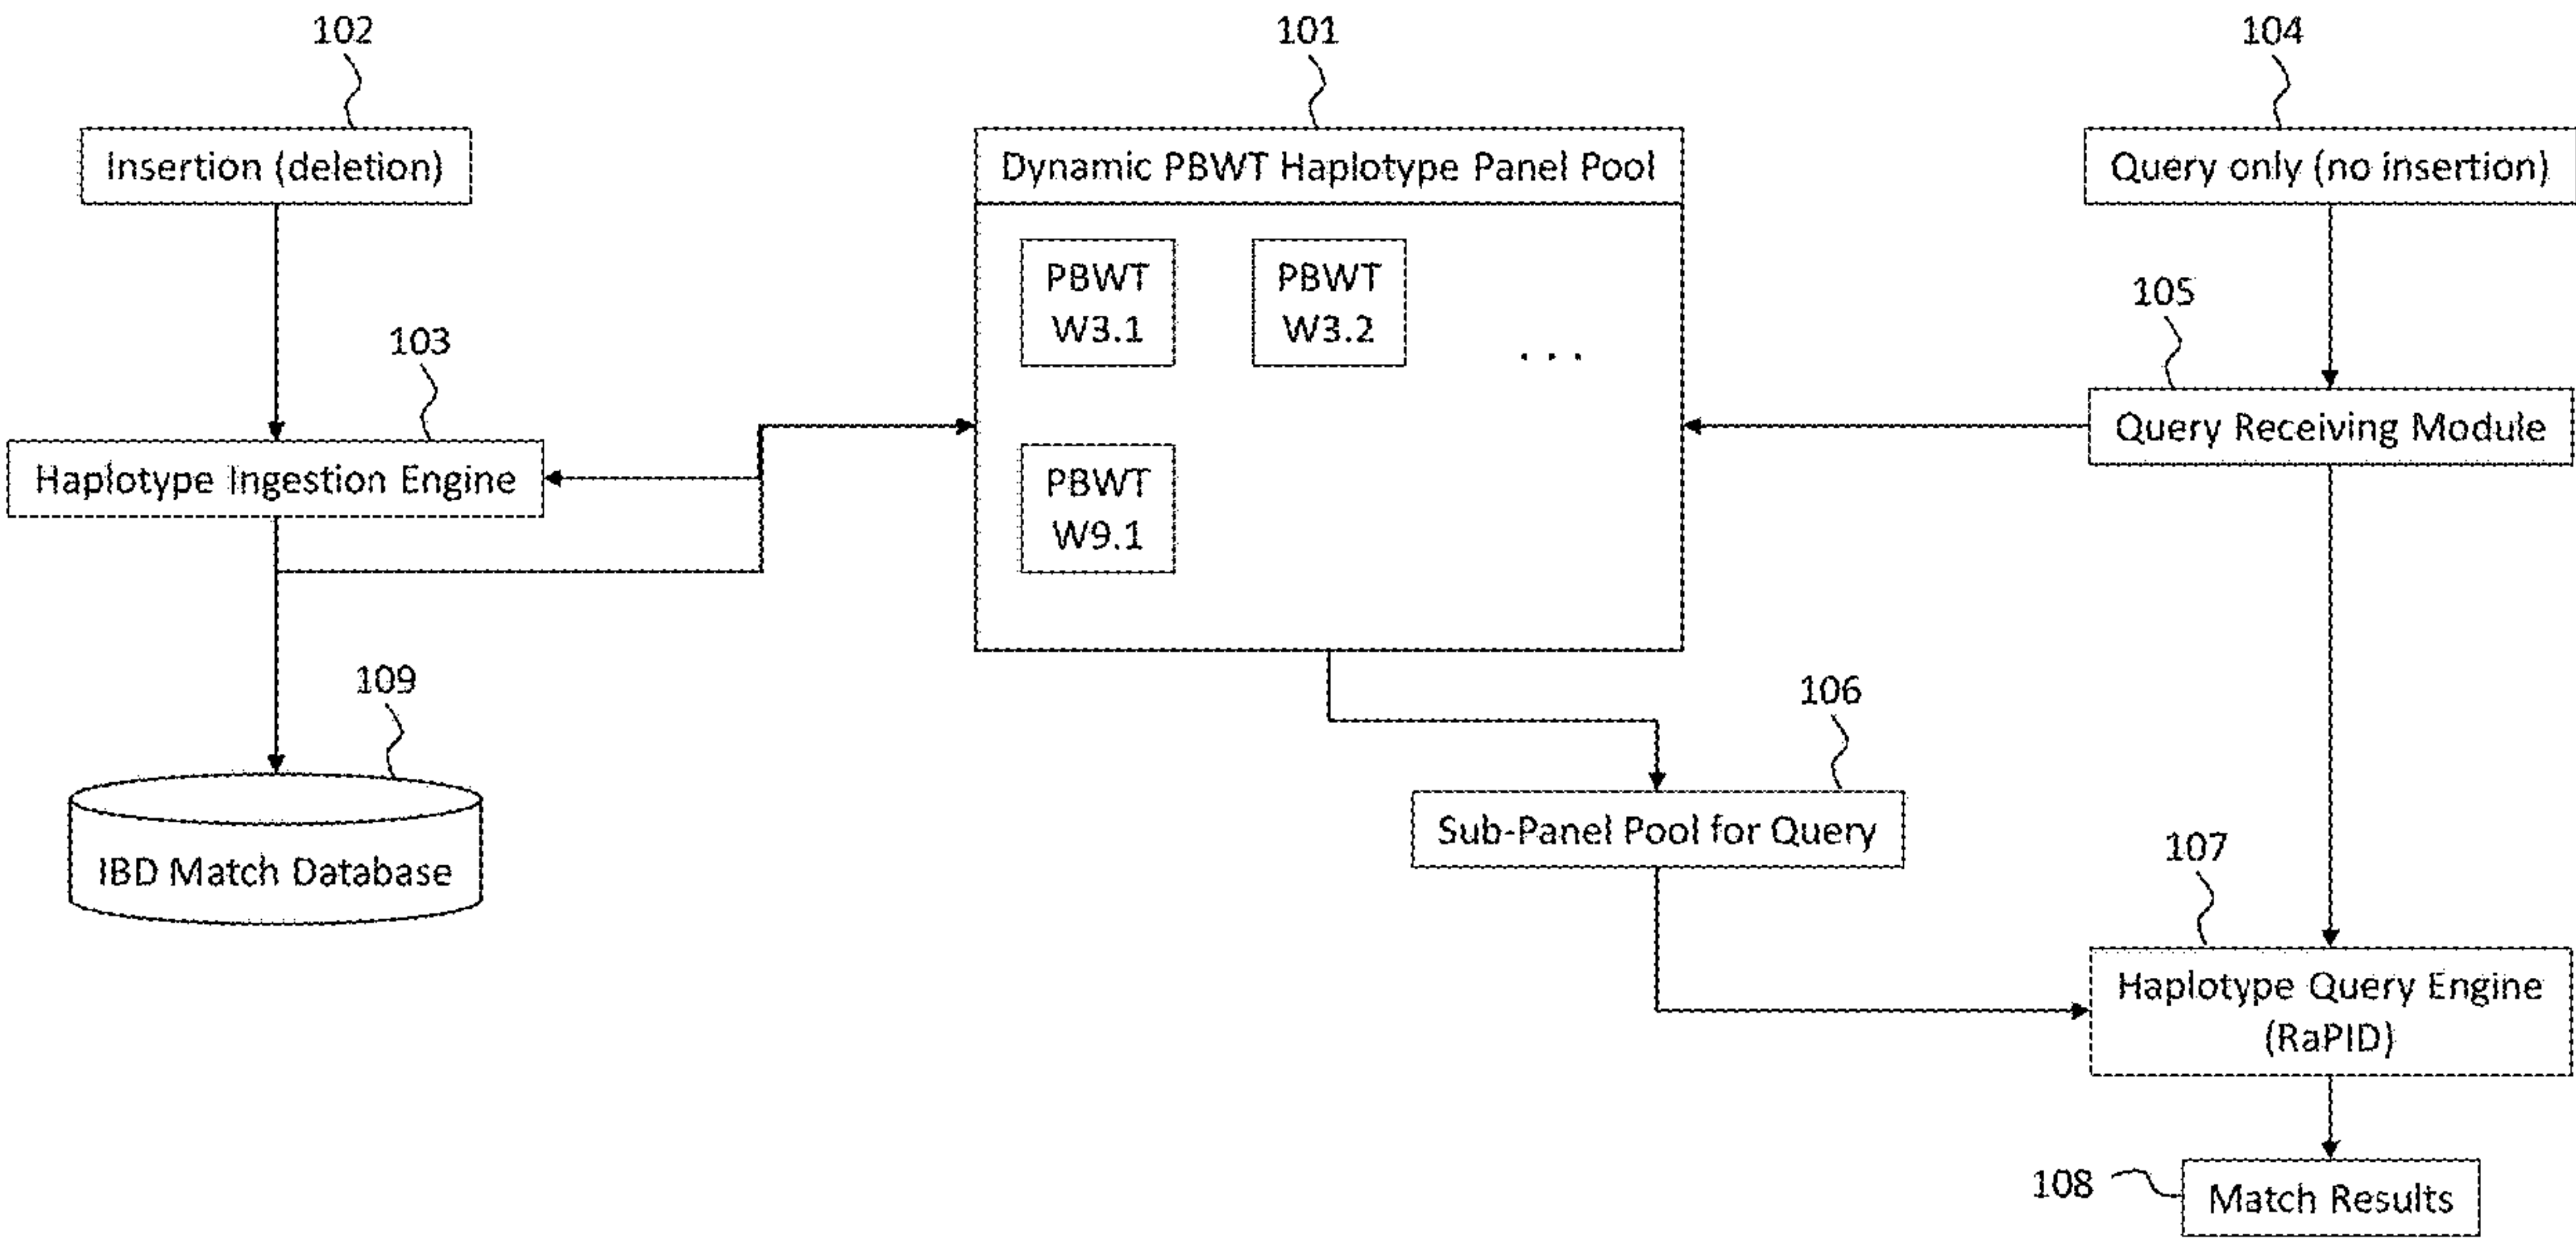 102
101
104
Insertion (deletion)
Dynamic PBWT Haplotype Panel Pool
Query only (no insertion)
PBWT
W3.1
PBWT
W3.2
. . .
105
103
Query Receiving Module
Haplotype Ingestion Engine
PBWT
W9.1
109
106
IBD Match Database
Sub-Panel Pool for Query
107
Haplotype Query Engine
(RaPID)
108
Match Results